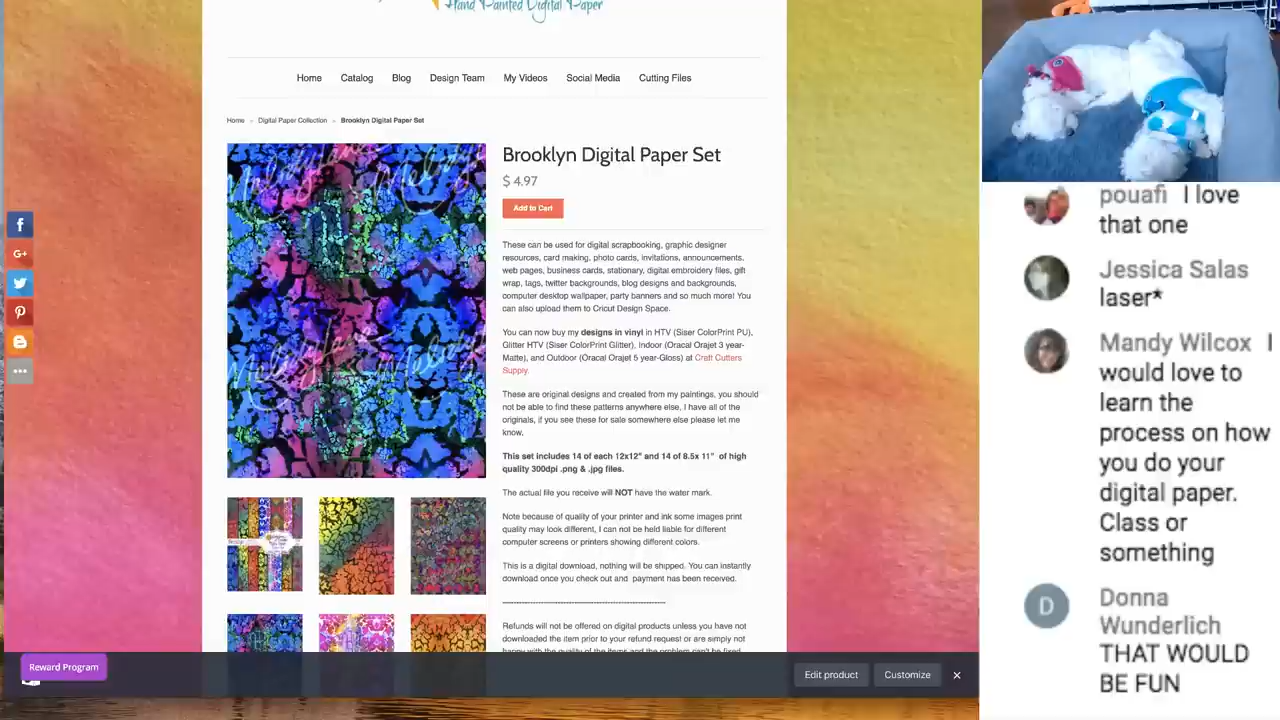 Hand Painted Digital Paper
Home Catalog Blog Design Team My Videos Social Media Cutting Files
Home Digital Paper Collection Brooklyn Digital Paper Set
Brooklyn Digital Paper Set
$ 4.97
Add to Cart
These can be used for digital scrapbooking, graphic designer
resources, card making, photo cards, invitations, announcements,
web pages, business cards, stationary, digital embroidery files, gift
wrap, tags, twitter backgrounds, blog designs and backgrounds,
computer desktop wallpaper, party banners and so much more! You
can also upload them to Cricut Design Space.
You can now buy my designs in vinyl in HTV (Siser ColorPrint PU),
Glitter HTV (Siser ColorPrint Glitter), Indoor (Oracal Orajet 3 year-
Matte), and Outdoor (Oracal Orajet 5 year-Gloss) at Craft Cutters
Supply.
These are original designs and created from my paintings, you should
not be able to find these patterns anywhere else, I have all of the
originals, if you see these for sale somewhere else please let me
know.
This set includes 14 of each 12x12" and 14 of 8.5x 11" of high
quality 300dpi .png & .jpg files.
The actual file you receive will NOT have the water mark.
Note because of quality of your printer and ink some images print
quality may look different, I can not be held liable for different
computer screens or printers showing different colors.
This is a digital download, nothing will be shipped. You can instantly
download once you check out and payment has been received.
Refunds will not be offered on digital products unless you have not
downloaded the item prior to your refund request or are simply not
happy with the quality of the items and the problem can't be fixed
Reward Program
Edit product
Customize
pouafi I love
that one
Jessica Salas
laser*
Mandy Wilcox I
would love to
learn the
process on how
you do your
digital paper.
Class or
something
D
Donna
Wunderlich
THAT WOULD
BE FUN